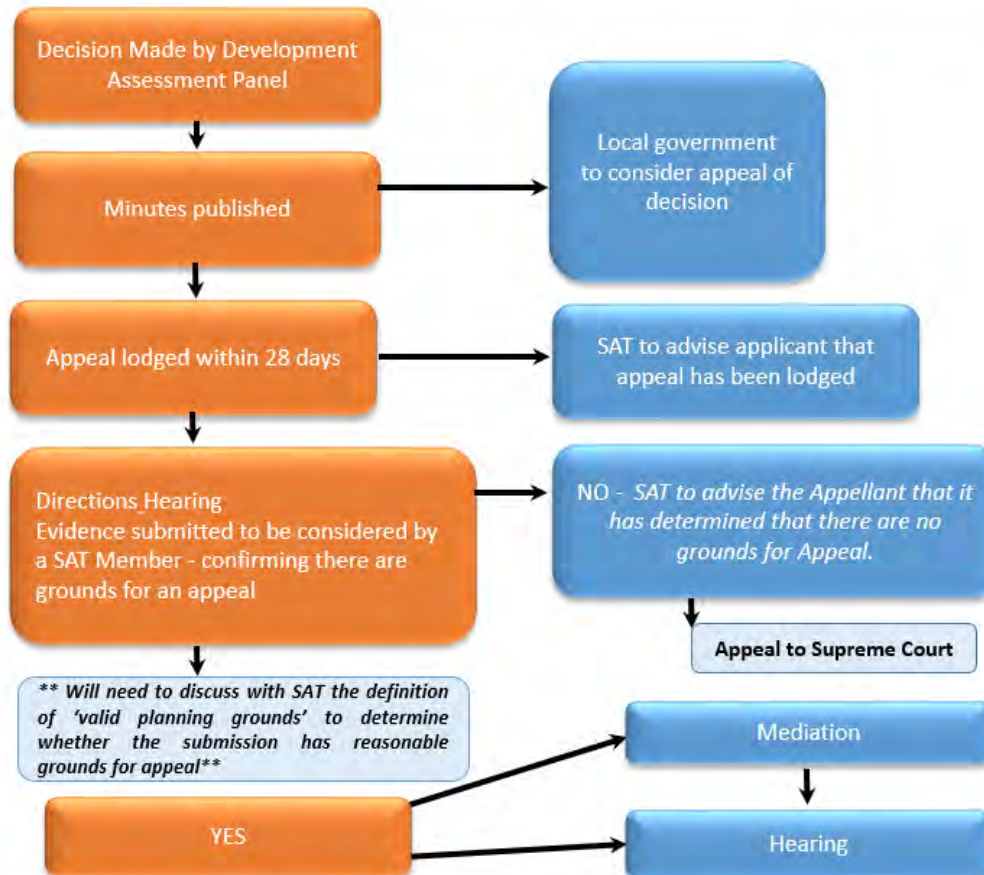 Decision Made by Development
Assessment Panel
Minutes published
Local government
to consider appeal of
decision
Appeal lodged within 28 days
SAT to advise applicant that
appeal has been lodged
Directions Hearing
Evidence submitted to be considered by
a SAT Member - confirming there are
grounds for an appeal
NO - SAT to advise the Appellant that it
has determined that there are no
grounds for Appeal.
Appeal to Supreme Court
** Will need to discuss with SAT the definition
of ‘valid planning grounds’ to determine
whether the submission has reasonable
grounds for appeal**
YES
Mediation
Hearing